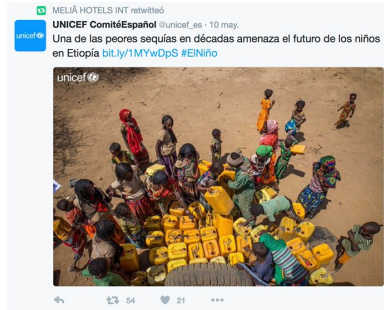 MELIÃ HOTELS INT retwitteó
UNICEF ComitéEspañol @unicef_es · 10 may.
unicef
Una de las peores sequías en décadas amenaza el futuro de los niños
en Etiopía bit.ly/1MYwDpS #ElNiño
unicef
54
21